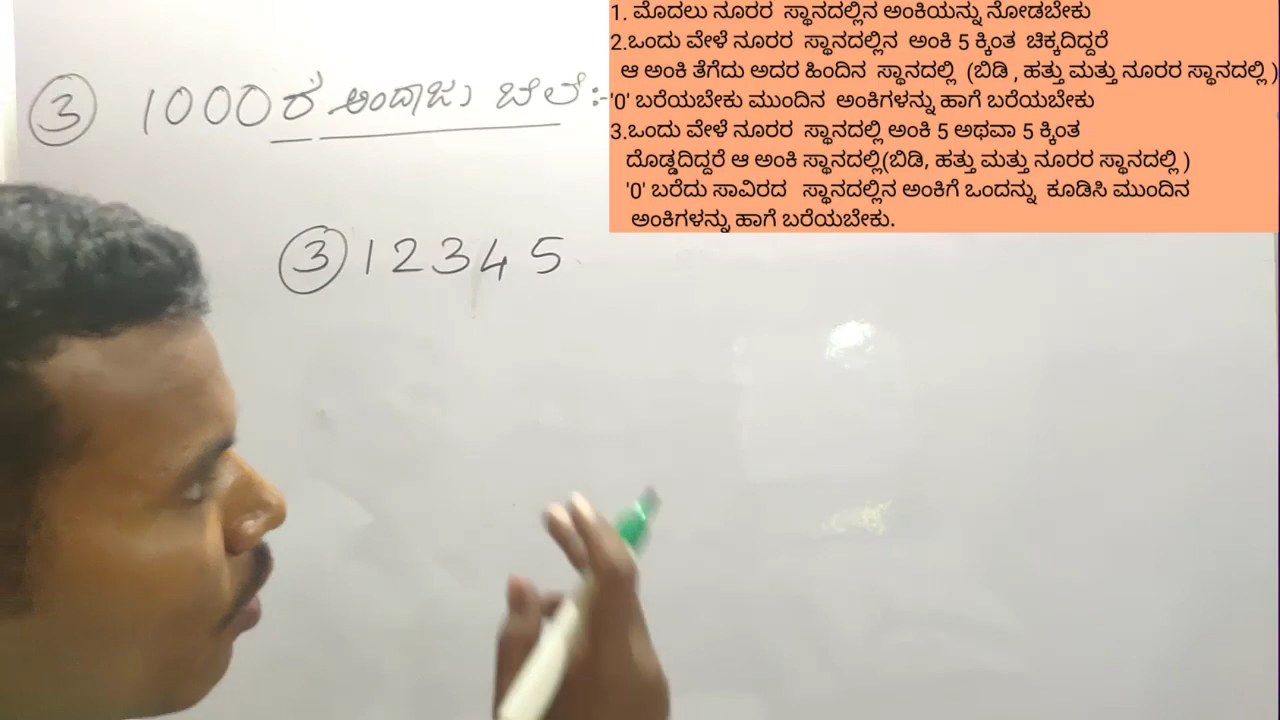 ③ 1000ರ ಅಂದಾಜು ಬೆಲೆ:-
③ 12345
1. ಮೊದಲು ನೂರರ ಸ್ಥಾನದಲ್ಲಿನ ಅಂಕಿಯನ್ನು ನೋಡಬೇಕು
2.ಒಂದು ವೇಳೆ ನೂರರ ಸ್ಥಾನದಲ್ಲಿನ ಅಂಕಿ 5 ಕ್ಕಿಂತ ಚಿಕ್ಕದಿದ್ದರೆ
ಆ ಅಂಕಿ ತೆಗೆದು ಅದರ ಹಿಂದಿನ ಸ್ಥಾನದಲ್ಲಿ (ಬಿಡಿ , ಹತ್ತು ಮತ್ತು ನೂರರ ಸ್ಥಾನದಲ್ಲಿ )
'0' ಬರೆಯಬೇಕು ಮುಂದಿನ ಅಂಕಿಗಳನ್ನು ಹಾಗೆ ಬರೆಯಬೇಕು
3.ಒಂದು ವೇಳೆ ನೂರರ ಸ್ಥಾನದಲ್ಲಿ ಅಂಕಿ 5 ಅಥವಾ 5 ಕ್ಕಿಂತ
ದೊಡ್ಡದಿದ್ದರೆ ಆ ಅಂಕಿ ಸ್ಥಾನದಲ್ಲಿ(ಬಿಡಿ, ಹತ್ತು ಮತ್ತು ನೂರರ ಸ್ಥಾನದಲ್ಲಿ )
'0' ಬರೆದು ಸಾವಿರದ ಸ್ಥಾನದಲ್ಲಿನ ಅಂಕಿಗೆ ಒಂದನ್ನು ಕೂಡಿಸಿ ಮುಂದಿನ
ಅಂಕಿಗಳನ್ನು ಹಾಗೆ ಬರೆಯಬೇಕು.